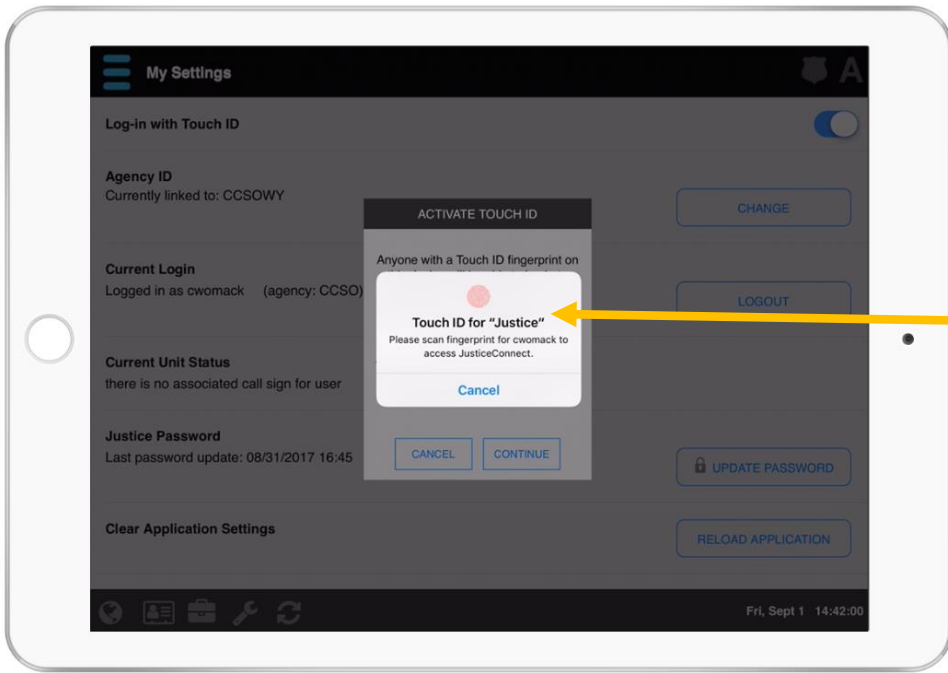 My Settings
A
Log-in with Touch ID
Agency ID
Currently linked to: CCSOWY
CHANGE
ACTIVATE TOUCH ID
Anyone with a Touch ID fingerprint on
Current Login
Logged in as cwomack (agency: CCSO)
LOGOUT
Touch ID for “Justice“
Please scan fingerprint for cwomack to
access JusticeConnect.
Cancel
Current Unit Status
there is no associated call sign for user
Justice Password
Last password update: 08/31/2017 16:45
CANCEL
CONTINUE
UPDATE PASSWORD
Clear Application Settings
RELOAD APPLICATION
Fri, Sept 1 14:42:00